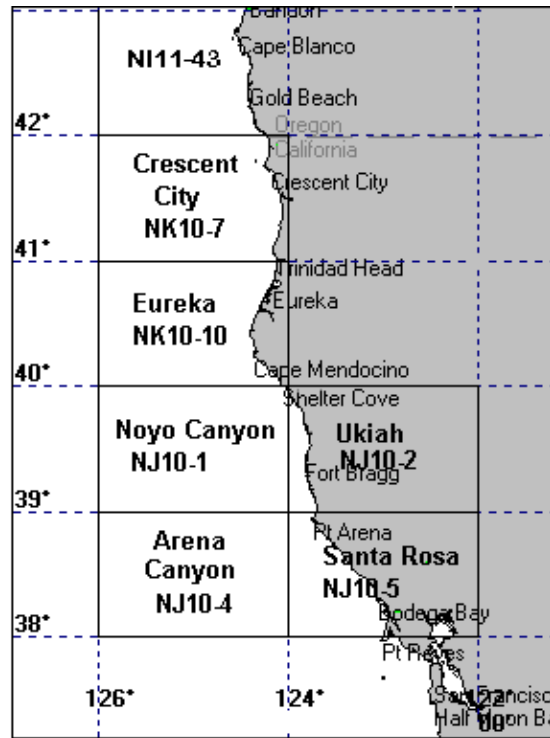 Bandon
NI11-43
Cape Blanco
Gold Beach
42°
Oregon
California
Crescent
City
NK10-7
Crescent City
41°
Trinidad Head
Eureka
NK10-10
Eureka
40°
Cape Mendocino
Shelter Cove
Noyo Canyon
NJ10-1
Ukiah
NJ10-2
Fort Bragg
39°
Pt Arena
Arena
Canyon
NJ10-4
Santa Rosa
NJ10-5
Bodega Bay
38°
Pt Reyes
126°
124°
122°
00'
San Francisco
Half Moon Ba